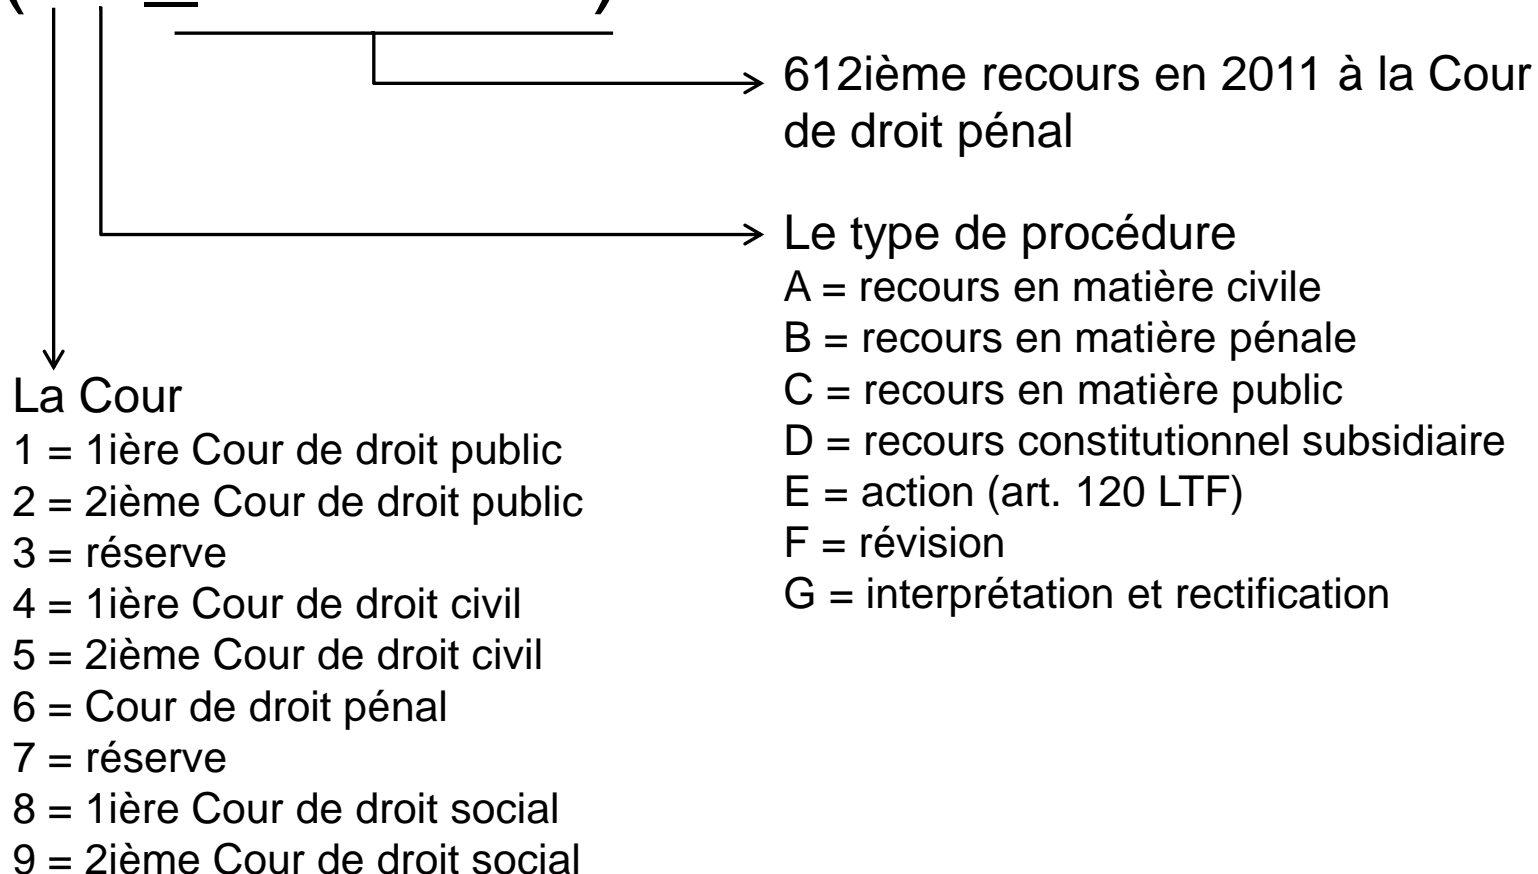 612ième recours en 2011 à la Cour
de droit pénal
Le type de procédure
A = recours en matière civile
B = recours en matière pénale
C = recours en matière public
D = recours constitutionnel subsidiaire
E = action (art. 120 LTF)
F = révision
G = interprétation et rectification
La Cour
1 = 1ière Cour de droit public
2 = 2ième Cour de droit public
3 = réserve
4 = 1ière Cour de droit civil
5 = 2ième Cour de droit civil
6 = Cour de droit pénal
7 = réserve
8 = 1ière Cour de droit social
9 = 2ième Cour de droit social